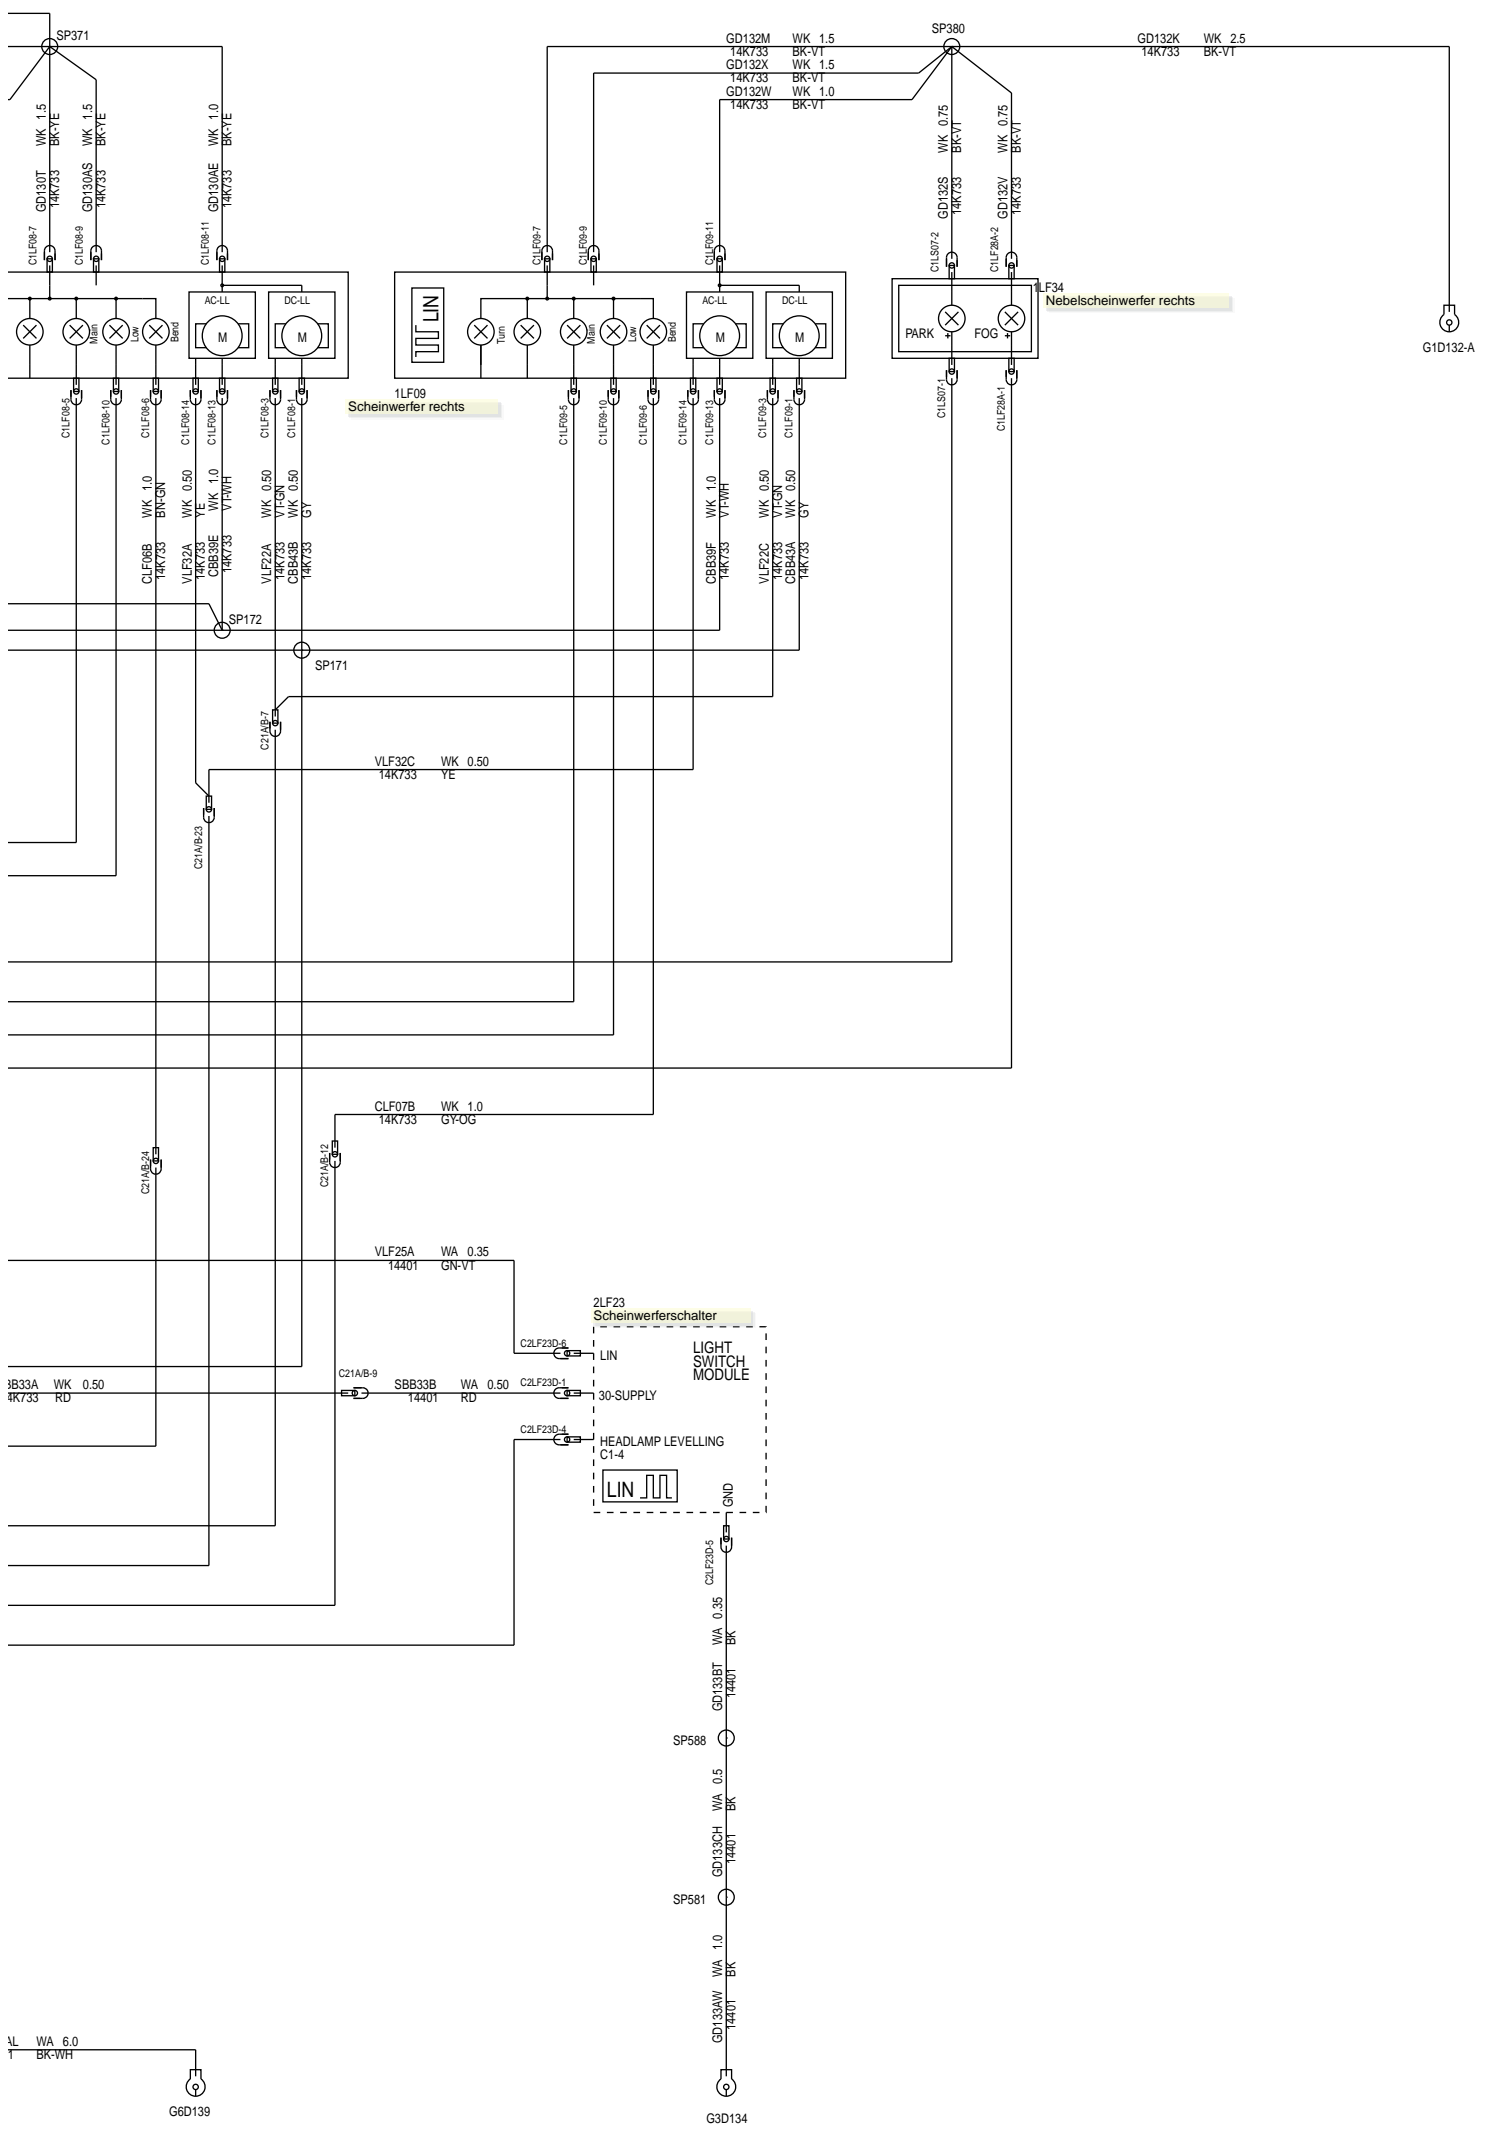 SP371
SP380
GD132M WK 1.5
14K733 BK-VT
GD132X WK 1.5
14K733 BK-VT
GD132W WK 1.0
14K733 BK-VT
GD132K WK 2.5
14K733 BK-VT
GD130T WK 1.5
14K733 BK-YE
GD130AS WK 1.5
14K733 BK-YE
GD130AE WK 1.0
14K733 BK-YE
GD132S WK 0.75
14K733 BK-VT
GD132V WK 0.75
14K733 BK-VT
C1LF08-7
C1LF08-9
C1LF08-11
C1LF09-7
C1LF09-9
C1LF09-11
C1LS07-2
C1LF28A-2
Main
Low
Bend
AC-LL
M
DC-LL
M
LIN
Turn
Main
Low
Bend
AC-LL
M
DC-LL
M
1LF34
Nebelscheinwerfer rechts
PARK
+
FOG
+
G1D132-A
1LF09
Scheinwerfer rechts
C1LF08-5
C1LF08-10
C1LF08-6
C1LF08-14
C1LF08-13
C1LF08-3
C1LF08-1
C1LF09-5
C1LF09-10
C1LF09-6
C1LF09-14
C1LF09-13
C1LF09-3
C1LF09-1
C1LS07-1
C1LF28A-1
CLF06B WK 1.0
14K733 BN-GN
VLF32A WK 0.50
14K733 YE
CBB39E WK 1.0
14K733 VT-WH
VLF22A WK 0.50
14K733 VT-GN
CBB43B WK 0.50
14K733 GY
CBB39F WK 1.0
14K733 VT-WH
VLF22C WK 0.50
14K733 VT-GN
CBB43A WK 0.50
14K733 GY
SP172
SP171
C21A/B-7
VLF32C WK 0.50
14K733 YE
C21A/B-23
CLF07B WK 1.0
14K733 GY-OG
C21A/B-24
C21A/B-12
VLF25A WA 0.35
14401 GN-VT
2LF23
Scheinwerferschalter
C2LF23D-6
LIN
LIGHT
SWITCH
MODULE
BB33A WK 0.50
4K733 RD
C21A/B-9
SBB33B WA 0.50
14401 RD
C2LF23D-1
30-SUPPLY
C2LF23D-4
HEADLAMP LEVELLING
C1-4
LIN
GND
C2LF23D-5
GD133BT WA 0.35
14401 BK
SP588
GD133CH WA 0.5
14401 BK
SP581
GD133AW WA 1.0
14401 BK
AL WA 6.0
1 BK-WH
G6D139
G3D134